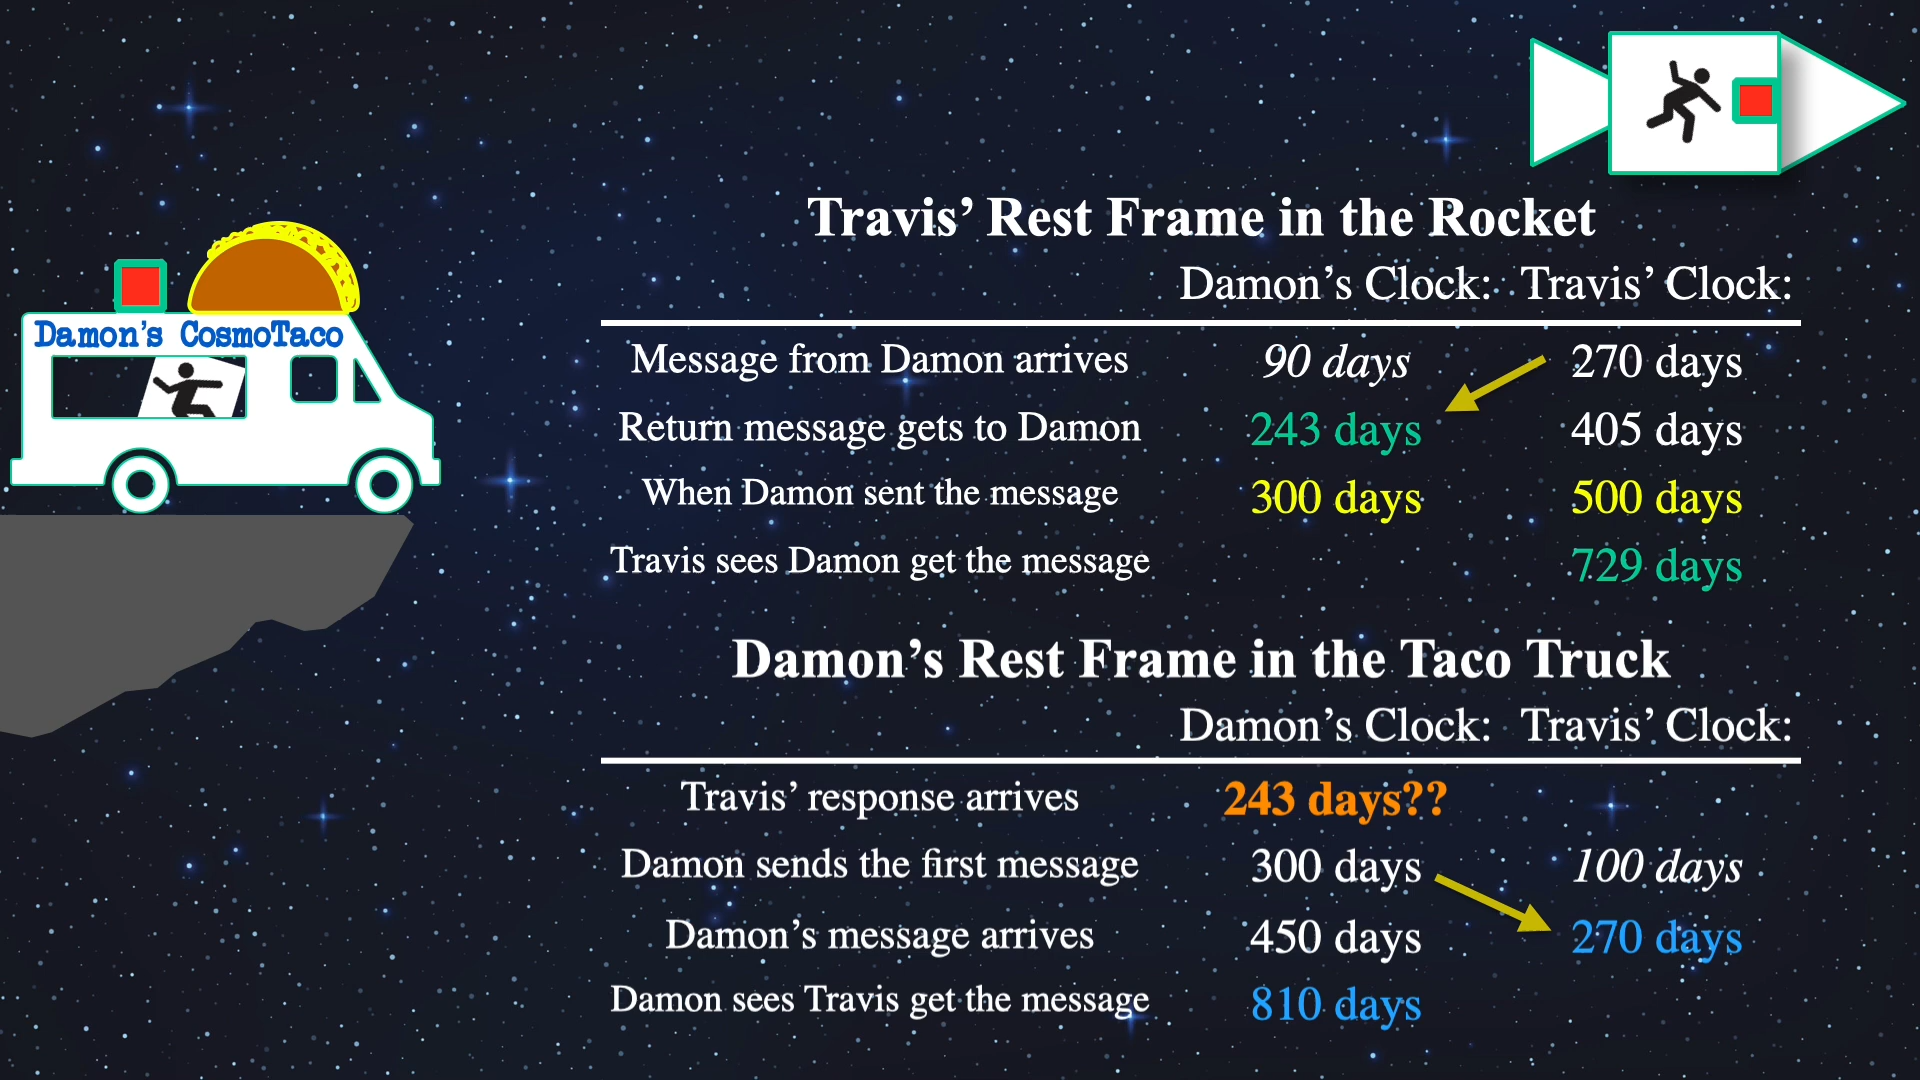 Damon's CosmoTaco
Travis’ Rest Frame in the Rocket
Damon’s Clock: Travis’ Clock:
Message from Damon arrives 90 days 270 days
Return message gets to Damon 243 days 405 days
When Damon sent the message 300 days 500 days
Travis sees Damon get the message 729 days
Damon’s Rest Frame in the Taco Truck
Damon’s Clock: Travis’ Clock:
Travis’ response arrives 243 days??
Damon sends the first message 300 days 100 days
Damon’s message arrives 450 days 270 days
Damon sees Travis get the message 810 days